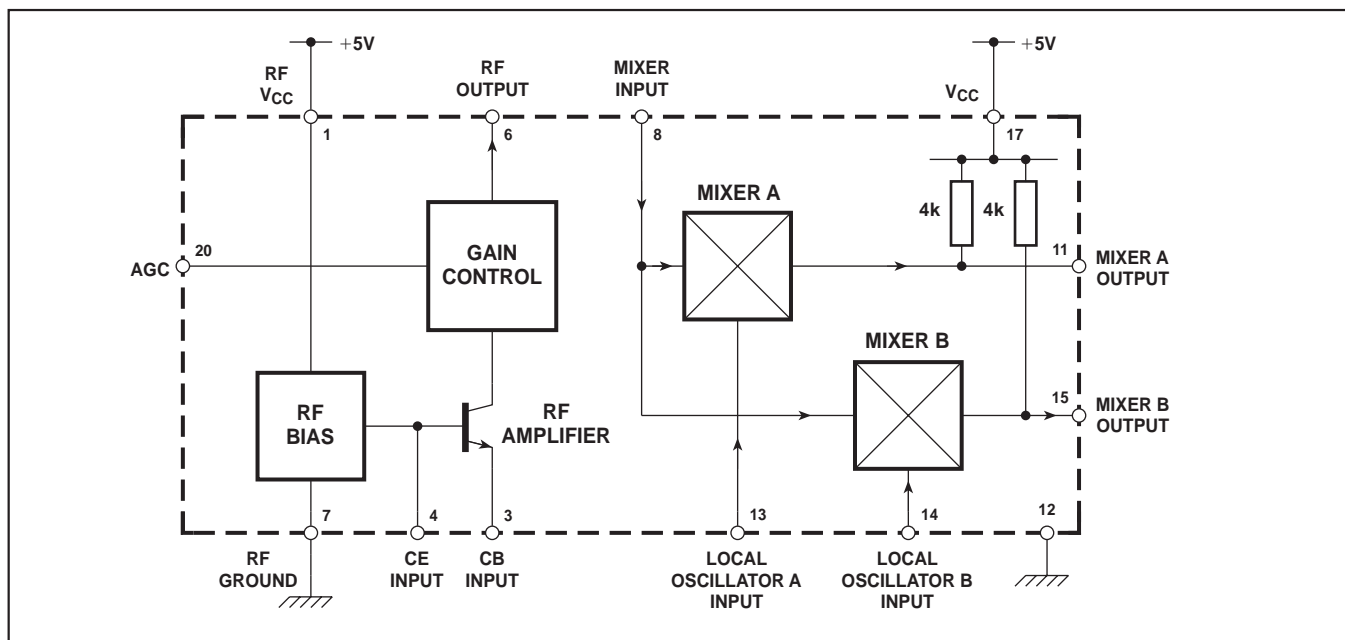 +5V
+5V
RF
VCC
RF
OUTPUT
MIXER
INPUT
VCC
1
6
8
17
MIXER A
4k
4k
20
AGC
GAIN
CONTROL
11
MIXER A
OUTPUT
MIXER B
RF
BIAS
RF
AMPLIFIER
15
MIXER B
OUTPUT
7
4
3
13
14
12
RF
GROUND
CE
INPUT
CB
INPUT
LOCAL
OSCILLATOR A
INPUT
LOCAL
OSCILLATOR B
INPUT